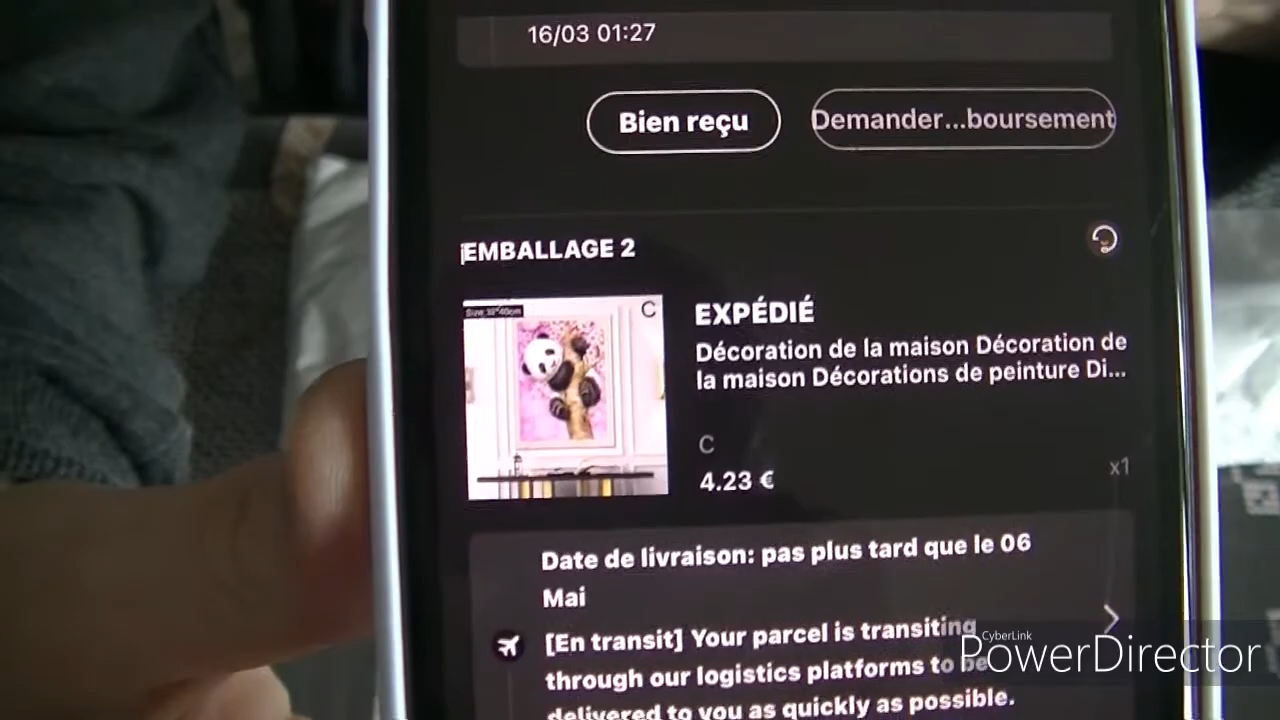 16/03 01:27
Bien reçu
Demander...boursement
EMBALLAGE 2
C
EXPÉDIÉ
Décoration de la maison Décoration de
la maison Décorations de peinture Di...
C
x1
4.23 €
Date de livraison: pas plus tard que le 06
Mai
[En transit] Your parcel is transiting
through our logistics platforms to be
delivered to you as quickly as possible.
CyberLink
PowerDirector